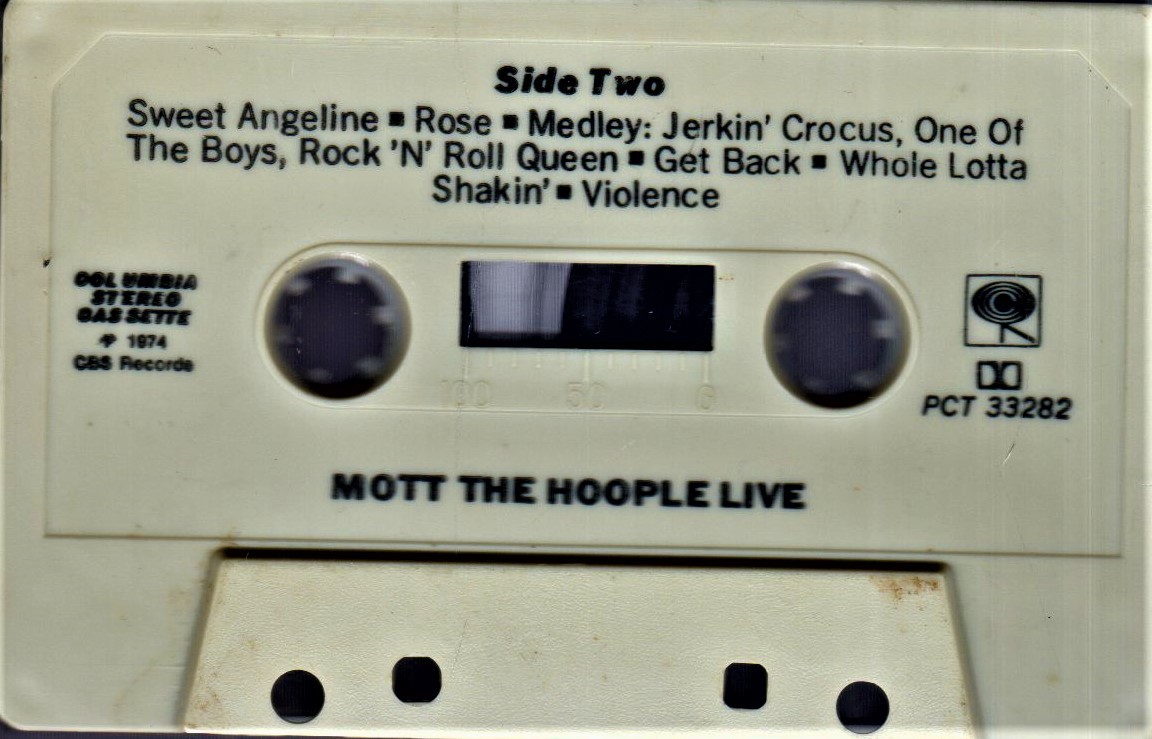 Side Two
Sweet Angeline ■ Rose ■ Medley: Jerkin' Crocus, One Of
The Boys, Rock 'N' Roll Queen ■ Get Back ■ Whole Lotta
Shakin' ■ Violence
COLUMBIA
STEREO
CASSETTE
℗ 1974
CBS Records
100 50 0
PCT 33282
MOTT THE HOOPLE LIVE